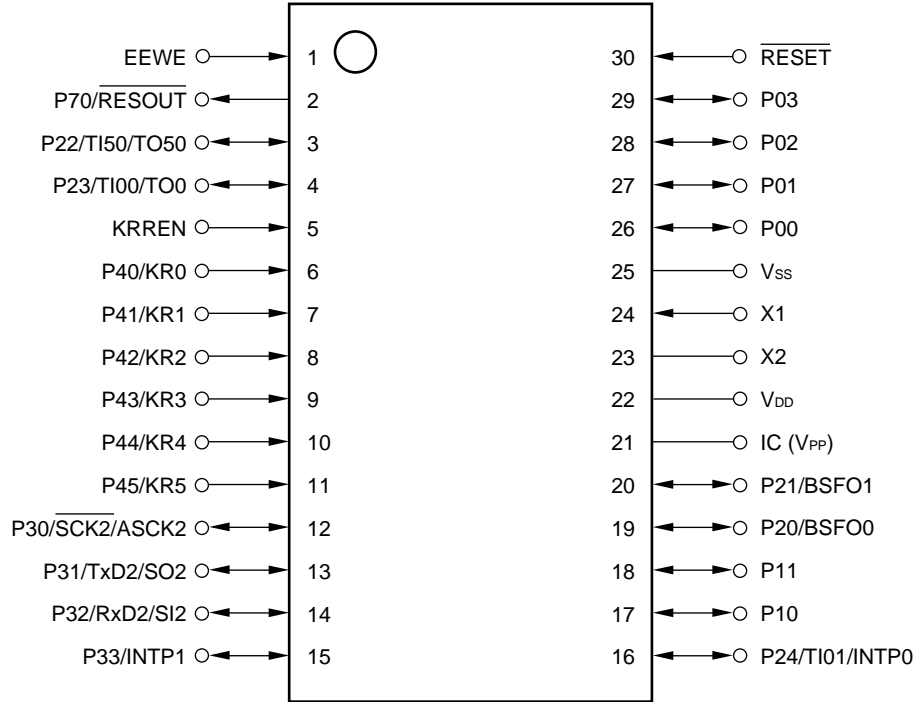 EEWE 1 30 RESET
P70/RESOUT 2 29 P03
P22/TI50/TO50 3 28 P02
P23/TI00/TO0 4 27 P01
KRREN 5 26 P00
P40/KR0 6 25 VSS
P41/KR1 7 24 X1
P42/KR2 8 23 X2
P43/KR3 9 22 VDD
P44/KR4 10 21 IC (VPP)
P45/KR5 11 20 P21/BSFO1
P30/SCK2/ASCK2 12 19 P20/BSFO0
P31/TxD2/SO2 13 18 P11
P32/RxD2/SI2 14 17 P10
P33/INTP1 15 16 P24/TI01/INTP0